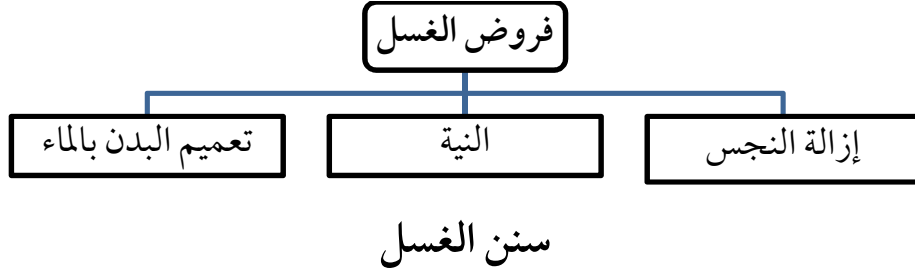 فروض الغسل
إزالة النجس
النية
تعميم البدن بالماء
سنن الغسل